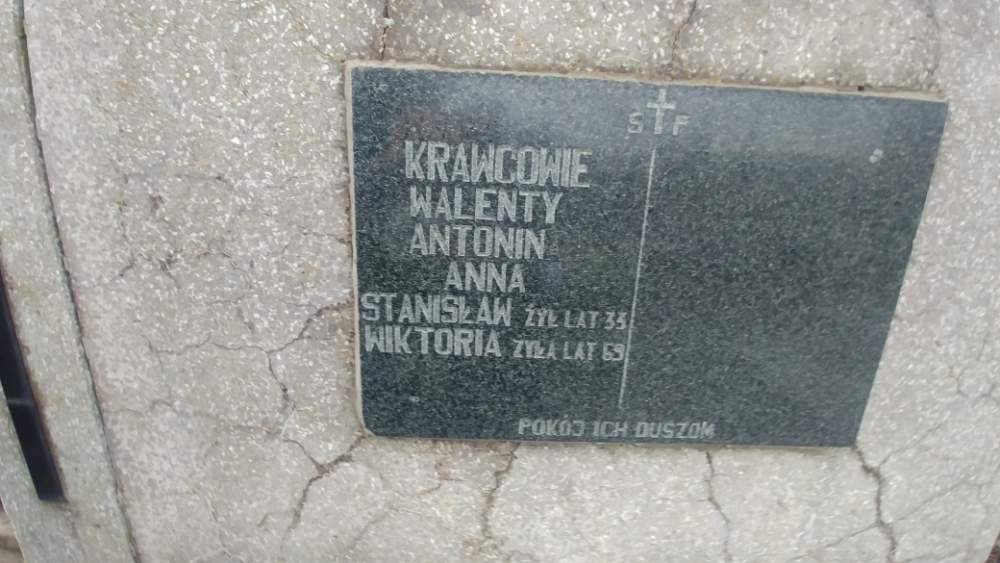 S P
KRAWCOWIE
WALENTY
ANTONIN
ANNA
STANISŁAW ŻYŁ LAT 33
WIKTORIA ŻYŁA LAT 69
POKÓJ ICH DUSZOM